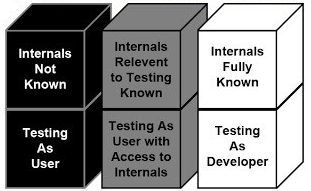 Internals
Not
Known
Testing
As
User
Internals
Relevent
to Testing
Known
Testing As
User with
Access to
Internals
Internals
Fully
Known
Testing
As
Developer